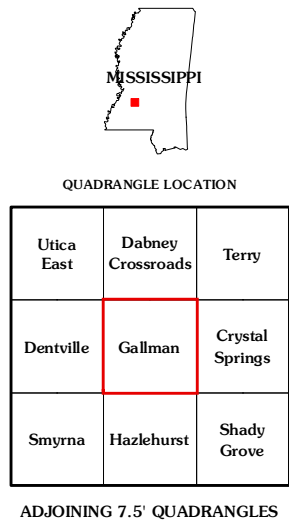 MISSISSIPPI
QUADRANGLE LOCATION
Utica
East
Dabney
Crossroads
Terry
Dentville
Gallman
Crystal
Springs
Smyrna
Hazlehurst
Shady
Grove
ADJOINING 7.5' QUADRANGLES